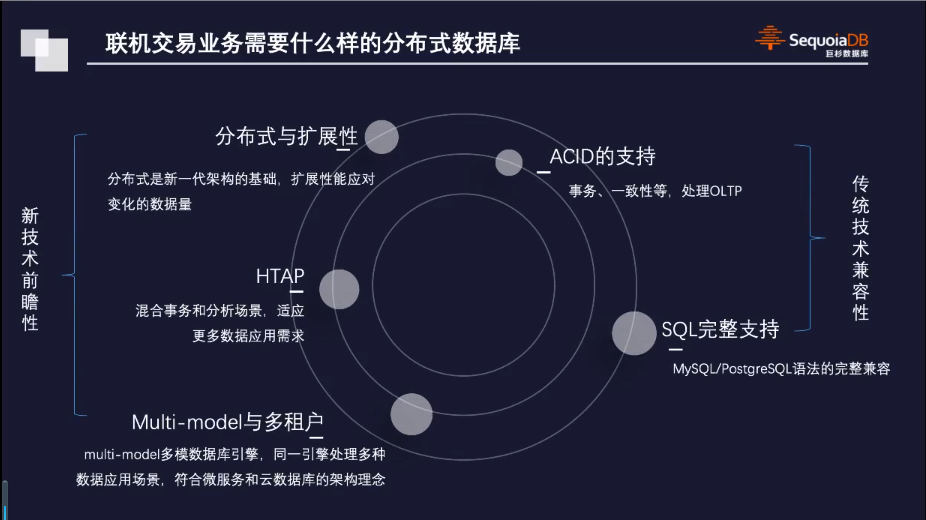 联机交易业务需要什么样的分布式数据库
SequoiaDB
巨杉数据库
新技术前瞻性
分布式与扩展性
分布式是新一代架构的基础，扩展性能应对
变化的数据量
HTAP
混合事务和分析场景，适应
更多数据应用需求
Multi-model与多租户
multi-model多模数据库引擎，同一引擎处理多种
数据应用场景，符合微服务和云数据库的架构理念
ACID的支持
事务、一致性等，处理OLTP
SQL完整支持
MySQL/PostgreSQL语法的完整兼容
传统技术兼容性